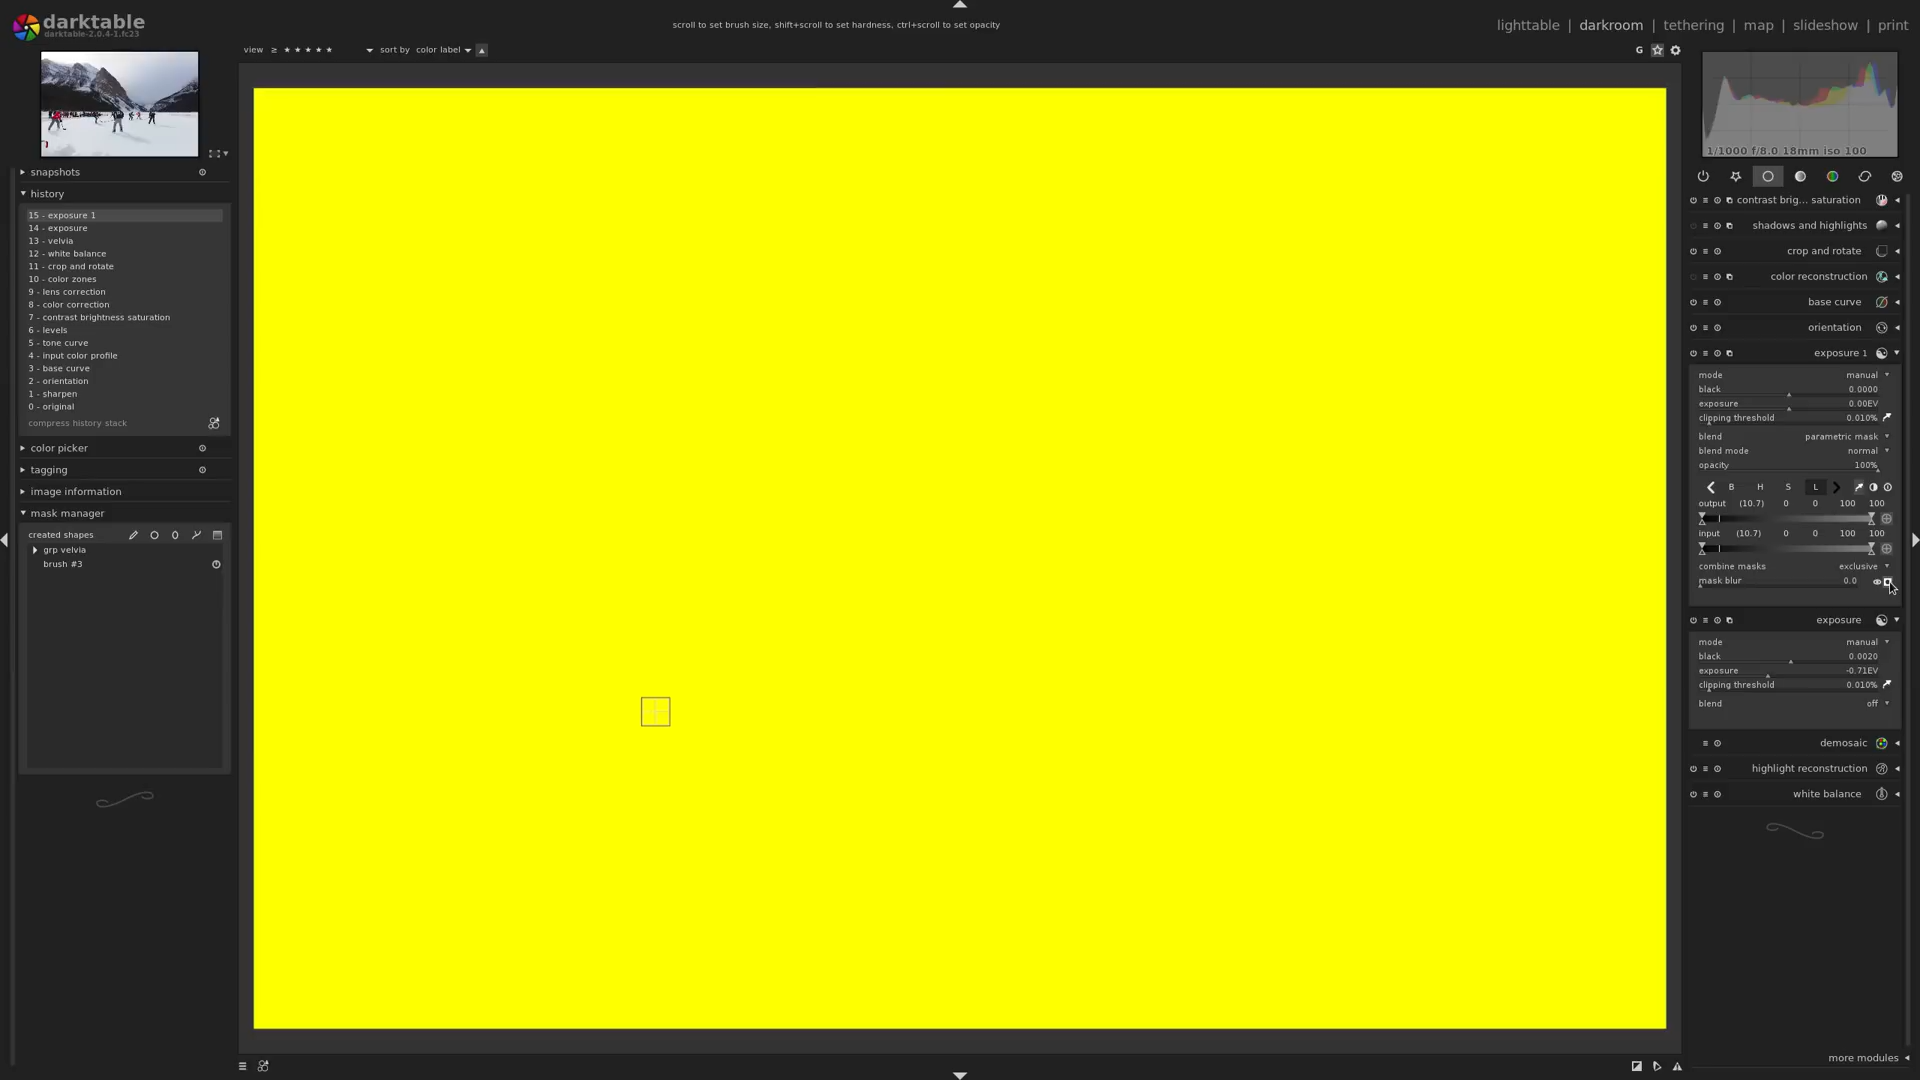 darktable
darktable-2.0.4-1.fc23
scroll to set brush size, shift+scroll to set hardness, ctrl+scroll to set opacity
lighttable | darkroom | tethering | map | slideshow | print
view ≥ ★ ★ ★ ★ ★ sort by color label
G
1/1000 f/8.0 18mm iso 100
snapshots
history
15 - exposure 1
14 - exposure
13 - velvia
12 - white balance
11 - crop and rotate
10 - color zones
9 - lens correction
8 - color correction
7 - contrast brightness saturation
6 - levels
5 - tone curve
4 - input color profile
3 - base curve
2 - orientation
1 - sharpen
0 - original
compress history stack
color picker
tagging
image information
mask manager
created shapes
grp velvia
brush #3
contrast brig... saturation
shadows and highlights
crop and rotate
color reconstruction
base curve
orientation
exposure 1
mode manual
black 0.0000
exposure 0.00EV
clipping threshold 0.010%
blend parametric mask
blend mode normal
opacity 100%
B H S L
output (10.7) 0 0 100 100
input (10.7) 0 0 100 100
combine masks exclusive
mask blur 0.0
exposure
mode manual
black 0.0020
exposure -0.71EV
clipping threshold 0.010%
blend off
demosaic
highlight reconstruction
white balance
more modules